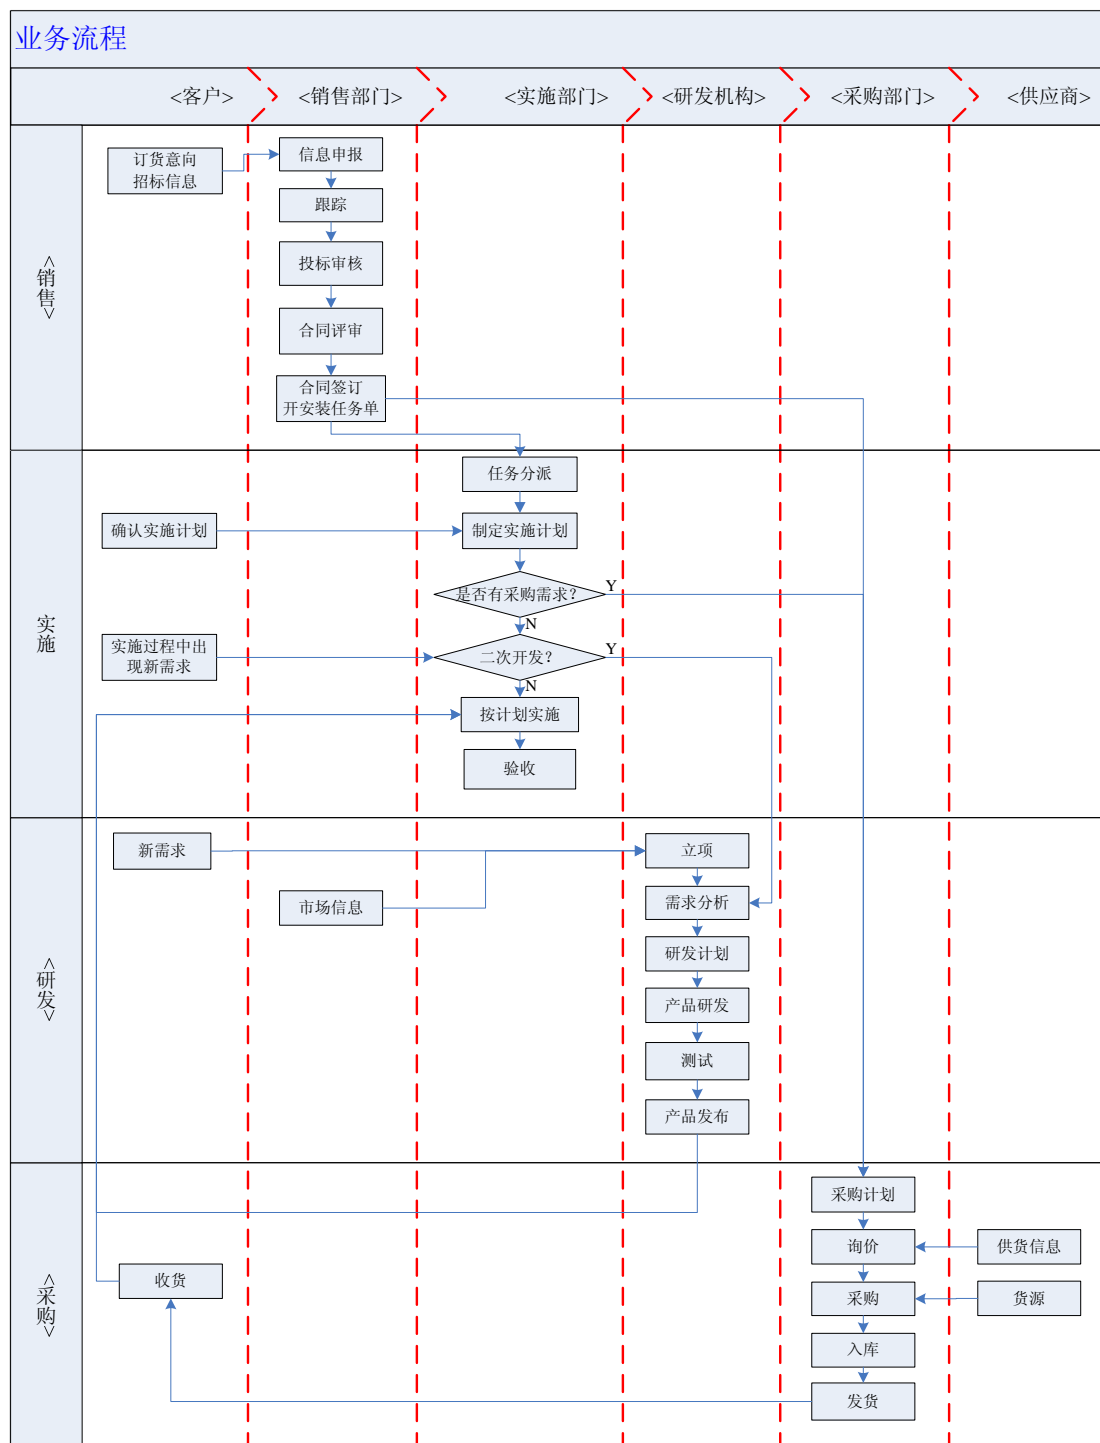 业务流程
<客户>
<销售部门>
<实施部门>
<研发机构>
<采购部门>
<供应商>
<销售>
订货意向
招标信息
信息申报
跟踪
投标审核
合同评审
合同签订
开安装任务单
实施
任务分派
确认实施计划
制定实施计划
是否有采购需求？
Y
N
实施过程中出
现新需求
二次开发？
Y
N
按计划实施
验收
<研发>
新需求
立项
市场信息
需求分析
研发计划
产品研发
测试
产品发布
<采购>
采购计划
询价
供货信息
收货
采购
货源
入库
发货